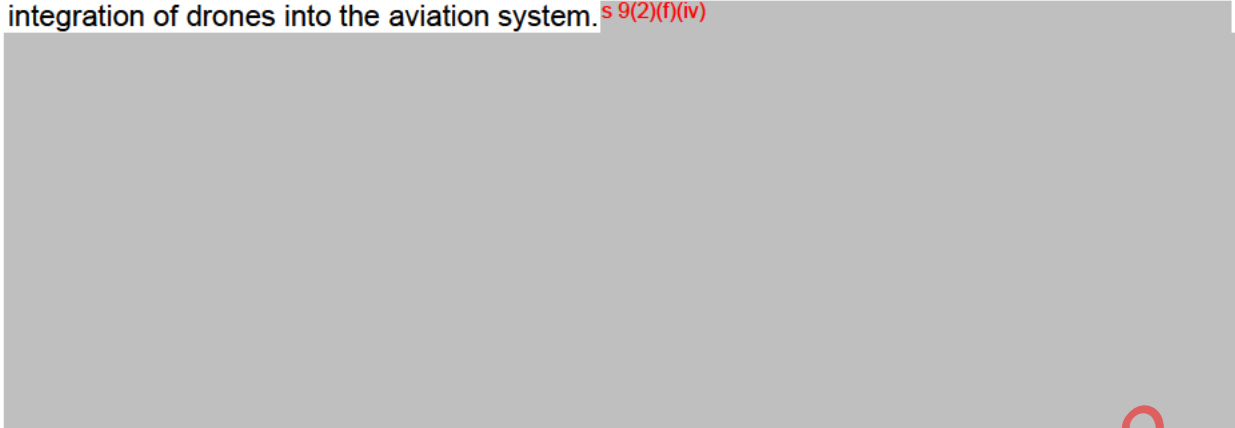 integration of drones into the aviation system. s 9(2)(f)(iv)